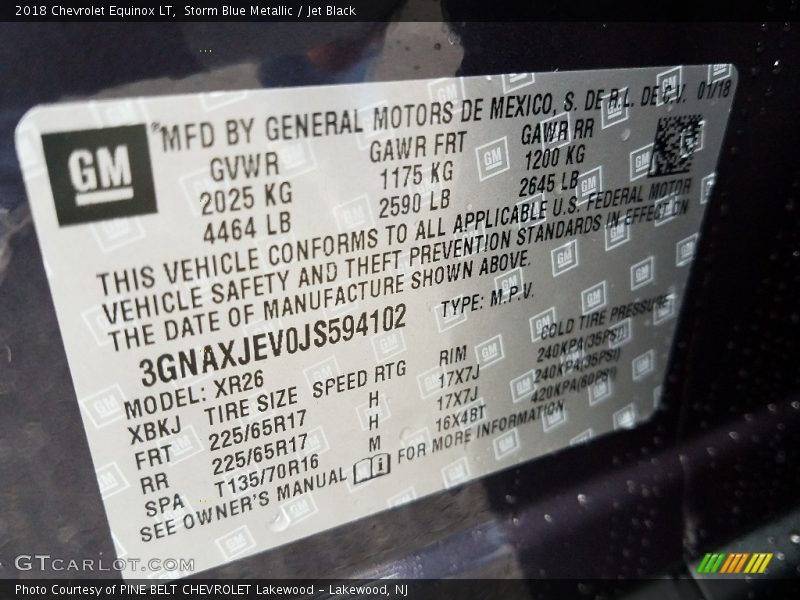 2018 Chevrolet Equinox LT, Storm Blue Metallic / Jet Black
GM
MFD BY GENERAL MOTORS DE MEXICO, S. DE R.L. DE C.V. 01/18
GVWR GAWR FRT GAWR RR
2025 KG 1175 KG 1200 KG
4464 LB 2590 LB 2645 LB
THIS VEHICLE CONFORMS TO ALL APPLICABLE U.S. FEDERAL MOTOR
VEHICLE SAFETY AND THEFT PREVENTION STANDARDS IN EFFECT ON
THE DATE OF MANUFACTURE SHOWN ABOVE.
3GNAXJEV0JS594102 TYPE: M.P.V.
MODEL: XR26
XBKJ TIRE SIZE SPEED RTG RIM COLD TIRE PRESSURE
FRT 225/65R17 H 17X7J 240KPA(35PSI)
RR 225/65R17 H 17X7J 240KPA(35PSI)
SPA T135/70R16 M 16X4BT 420KPA(60PSI)
SEE OWNER'S MANUAL FOR MORE INFORMATION
GTCARLOT.COM
Photo Courtesy of PINE BELT CHEVROLET Lakewood - Lakewood, NJ